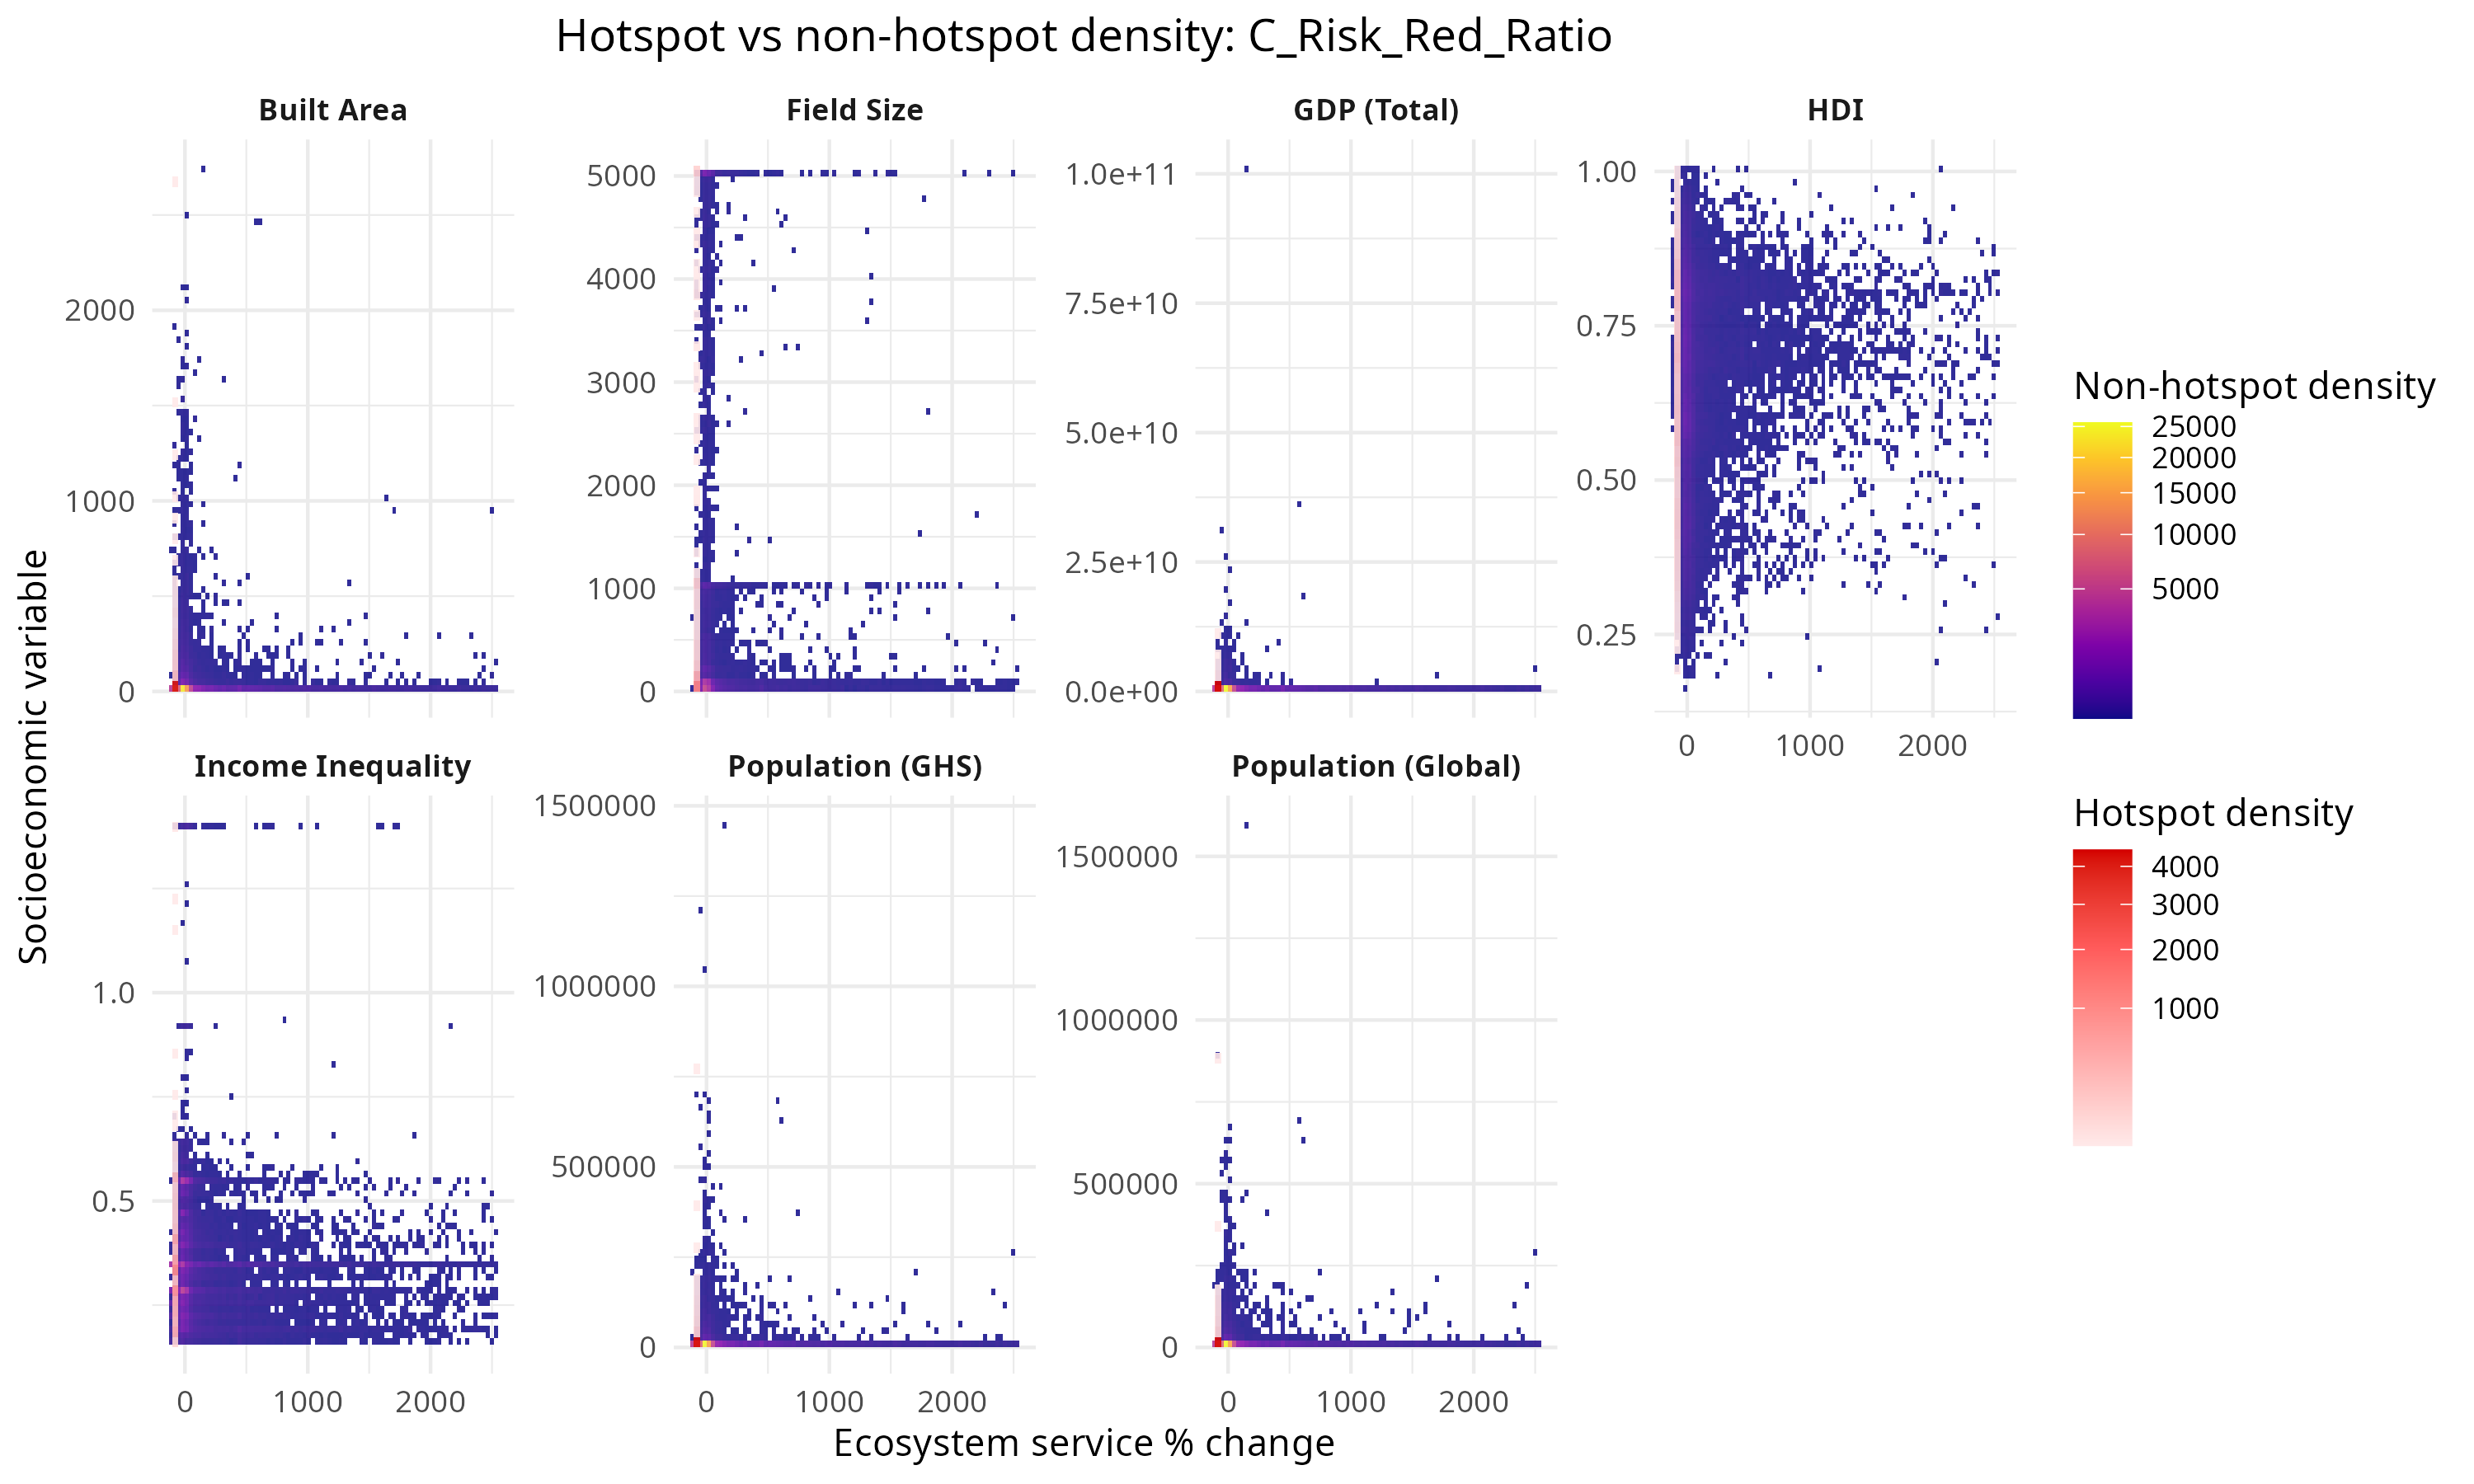 Hotspot vs non-hotspot density: C_Risk_Red_Ratio
Built Area
Field Size
GDP (Total)
HDI
2000
1000
0
5000
4000
3000
2000
1000
0
1.0e+11
7.5e+10
5.0e+10
2.5e+10
0.0e+00
1.00
0.75
0.50
0.25
0 1000 2000
Socioeconomic variable
Income Inequality
Population (GHS)
Population (Global)
1.0
0.5
1500000
1000000
500000
0
1500000
1000000
500000
0
0 1000 2000
0 1000 2000
0 1000 2000
Ecosystem service % change
Non-hotspot density
25000
20000
15000
10000
5000
Hotspot density
4000
3000
2000
1000